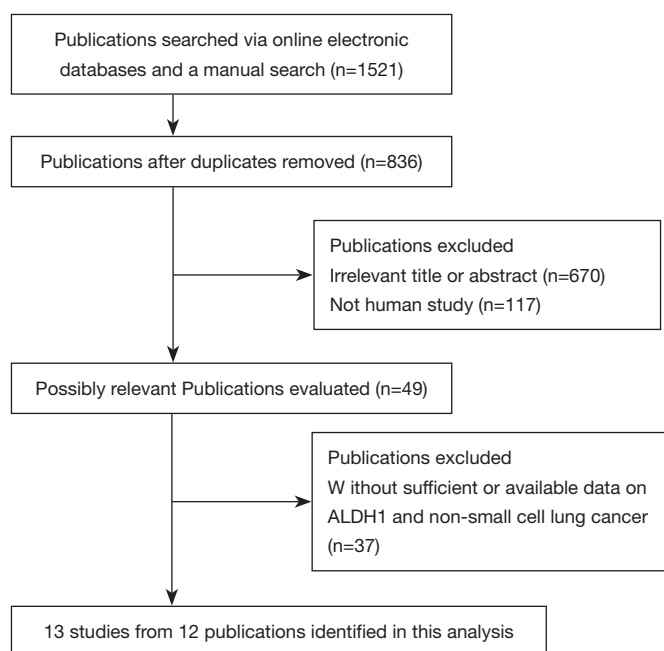 Publications searched via online electronic
databases and a manual search (n=1521)
Publications after duplicates removed (n=836)
Publications excluded
Irrelevant title or abstract (n=670)
Not human study (n=117)
Possibly relevant Publications evaluated (n=49)
Publications excluded
W ithout sufficient or available data on
ALDH1 and non-small cell lung cancer
(n=37)
13 studies from 12 publications identified in this analysis